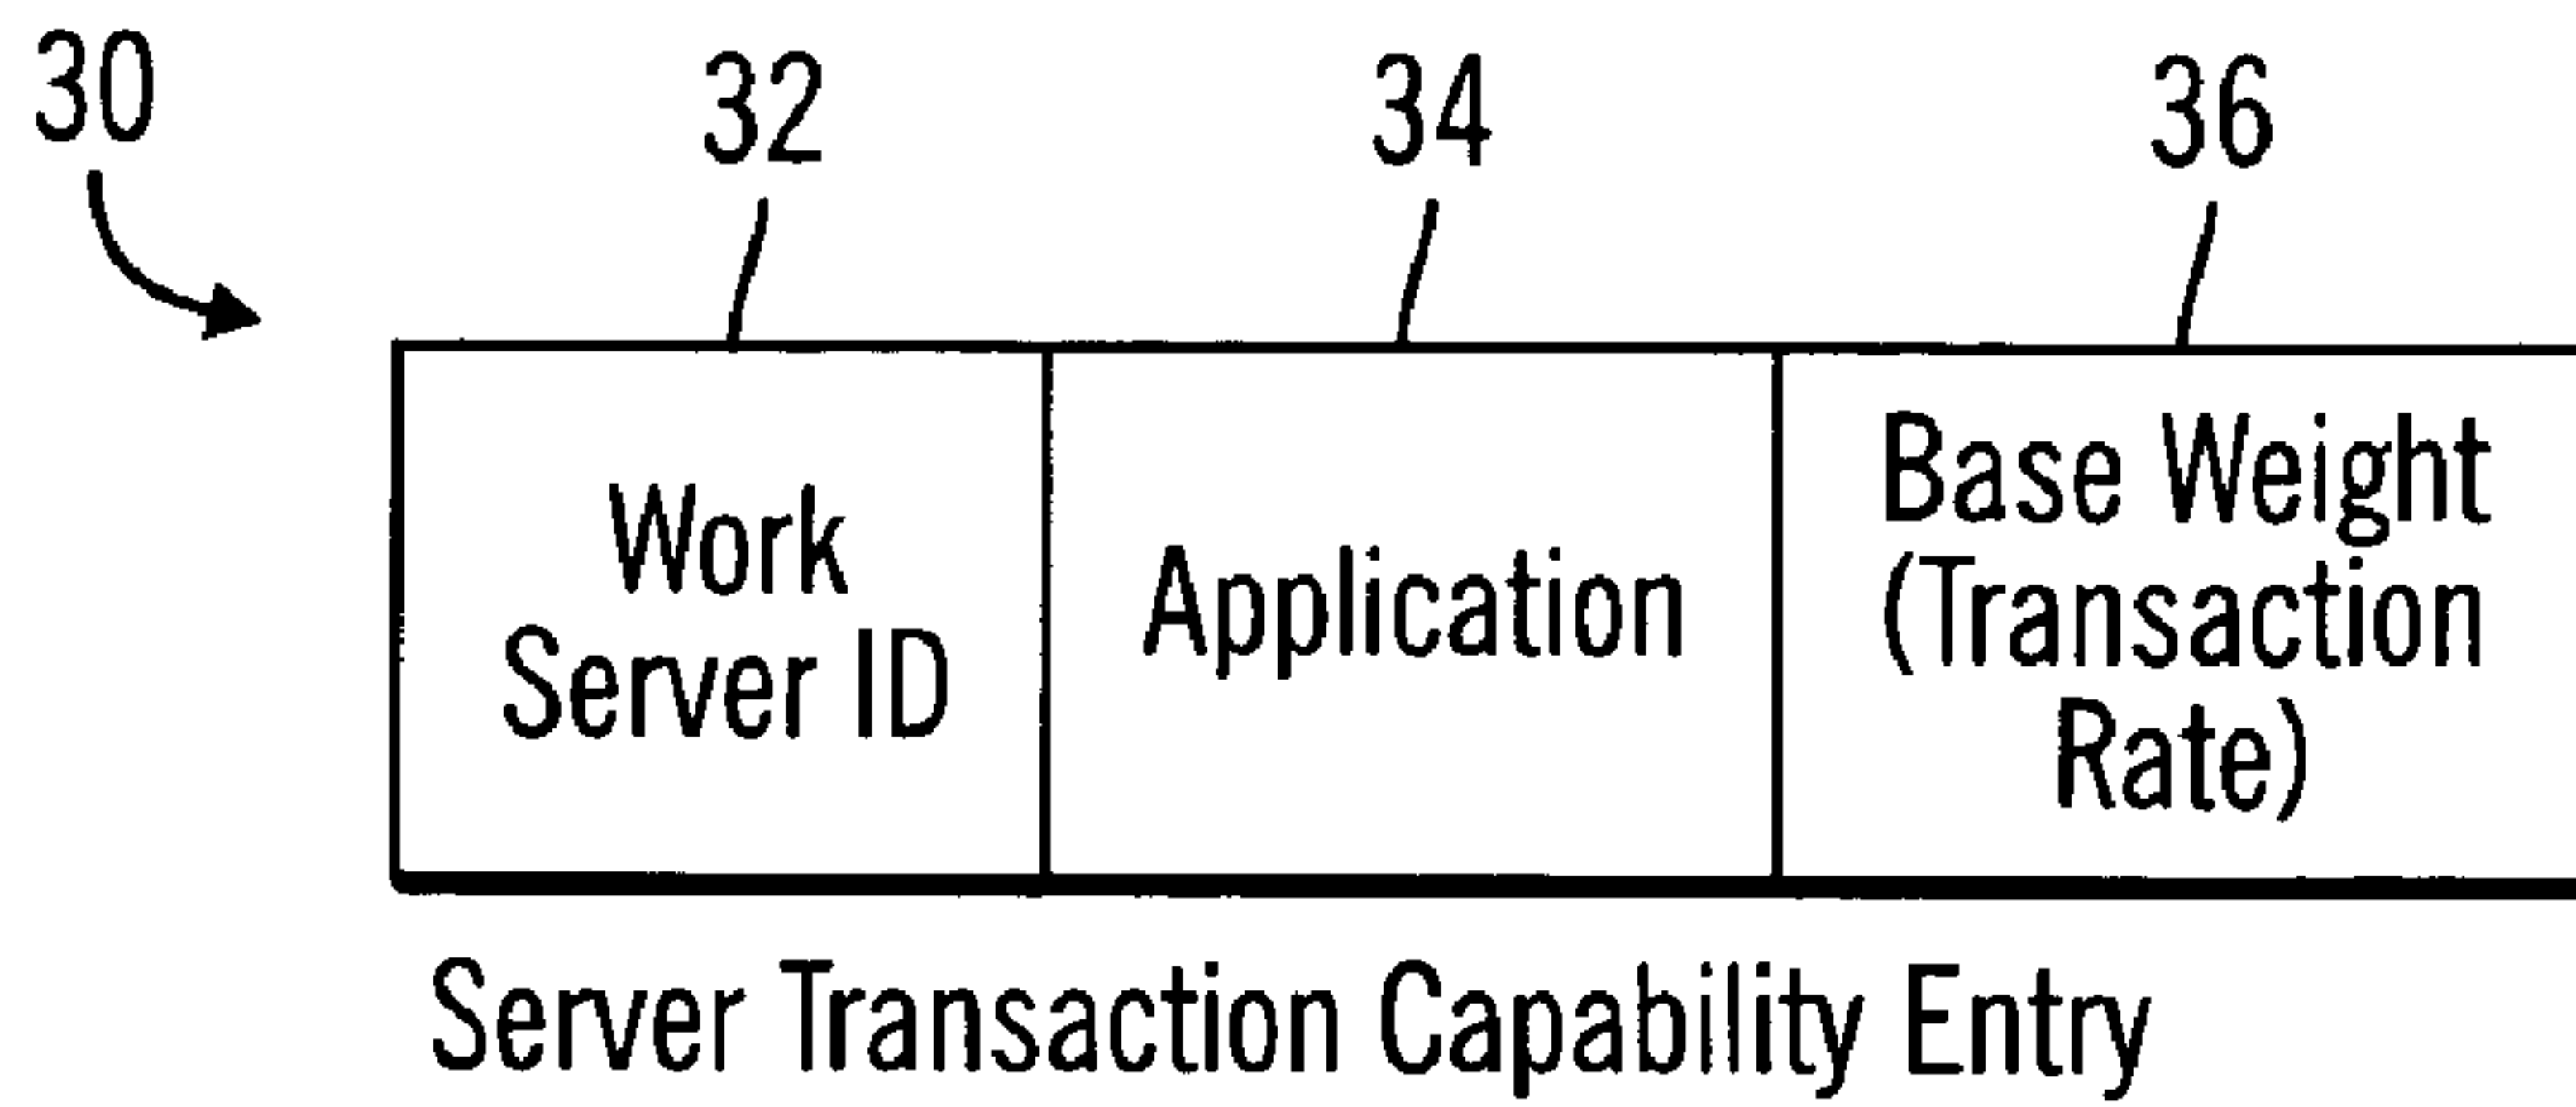 30
32
34
36
Work
Server ID
Application
Base Weight
(Transaction
Rate)
Server Transaction Capability Entry